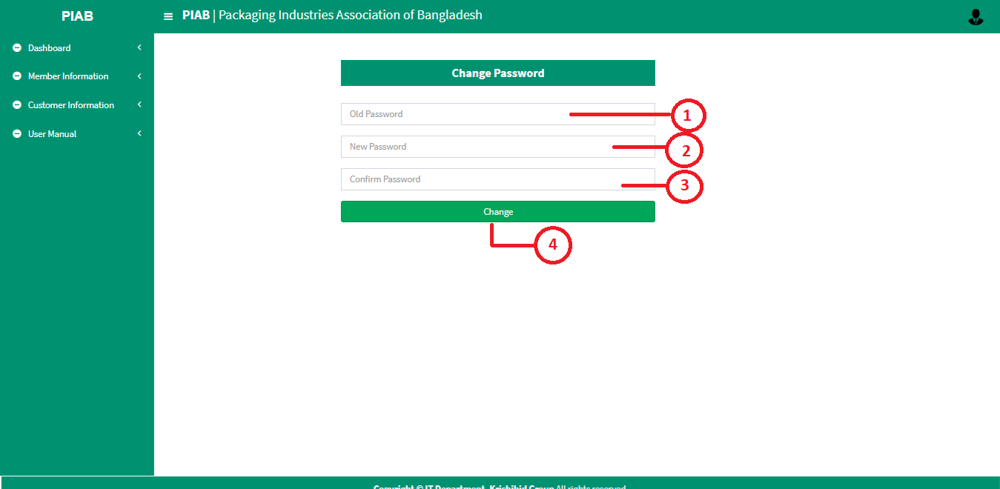 PIAB
PIAB | Packaging Industries Association of Bangladesh
Dashboard
Member Information
Customer Information
User Manual
Change Password
Old Password
1
New Password
2
Confirm Password
3
Change
4
Copyright © IT Department, Krishibid Group All rights reserved